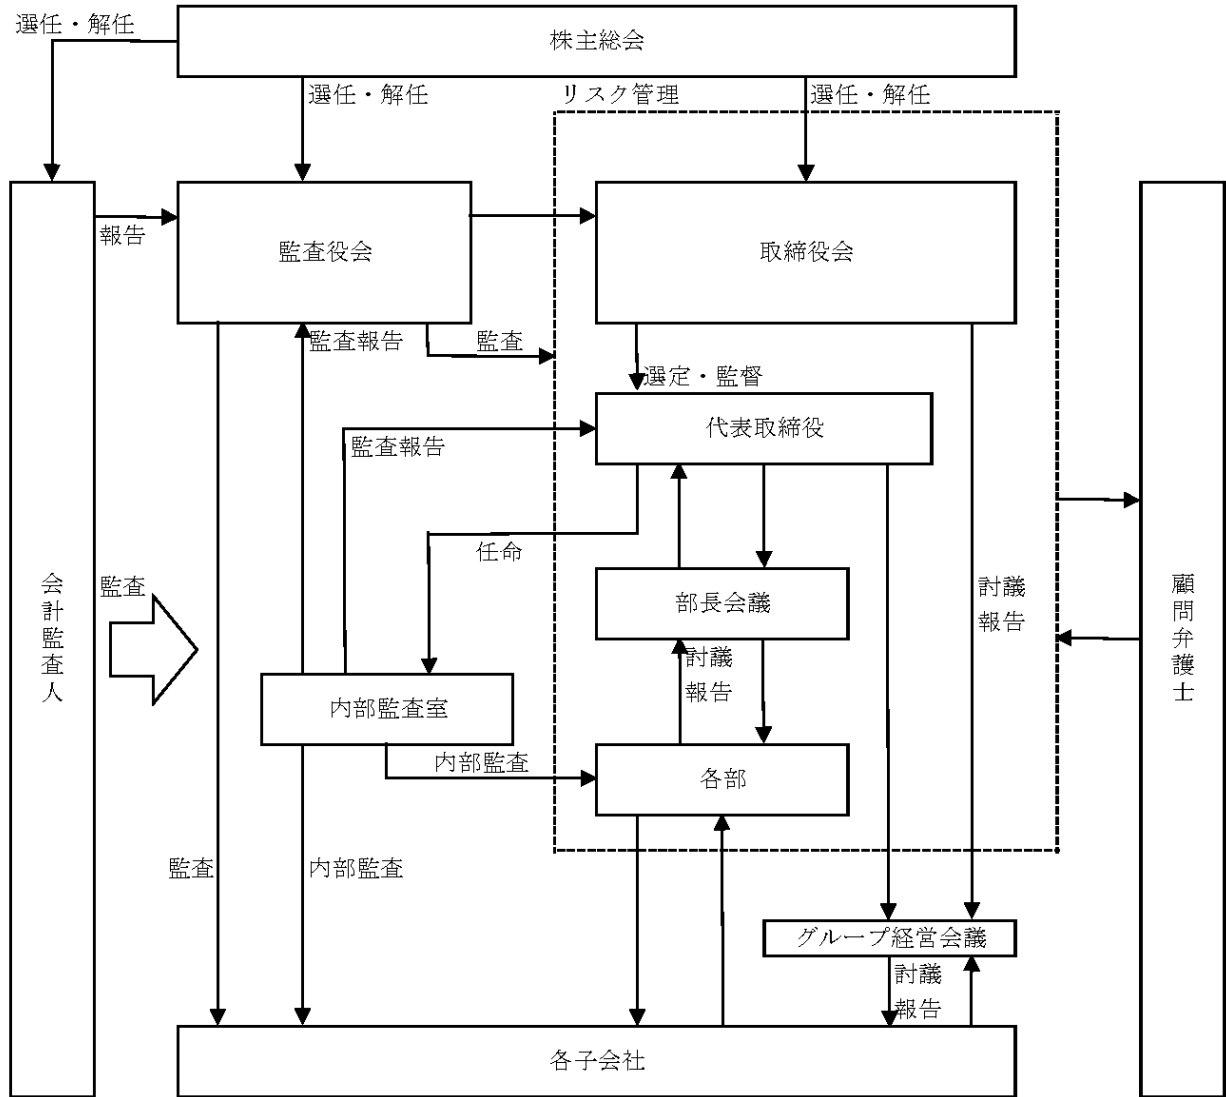 選任・解任
株主総会
選任・解任
リスク管理
選任・解任
報告
監査役会
取締役会
監査報告
監査
選定・監督
代表取締役
監査報告
任命
会計監査人
監査
部長会議
討議
報告
顧問弁護士
討議
報告
内部監査室
内部監査
各部
監査
内部監査
グループ経営会議
討議
報告
各子会社